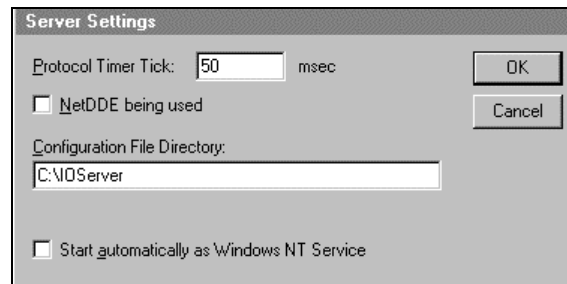 Server Settings
Protocol Timer Tick: 50 msec
OK
NetDDE being used
Cancel
Configuration File Directory:
C:\IOServer
Start automatically as Windows NT Service